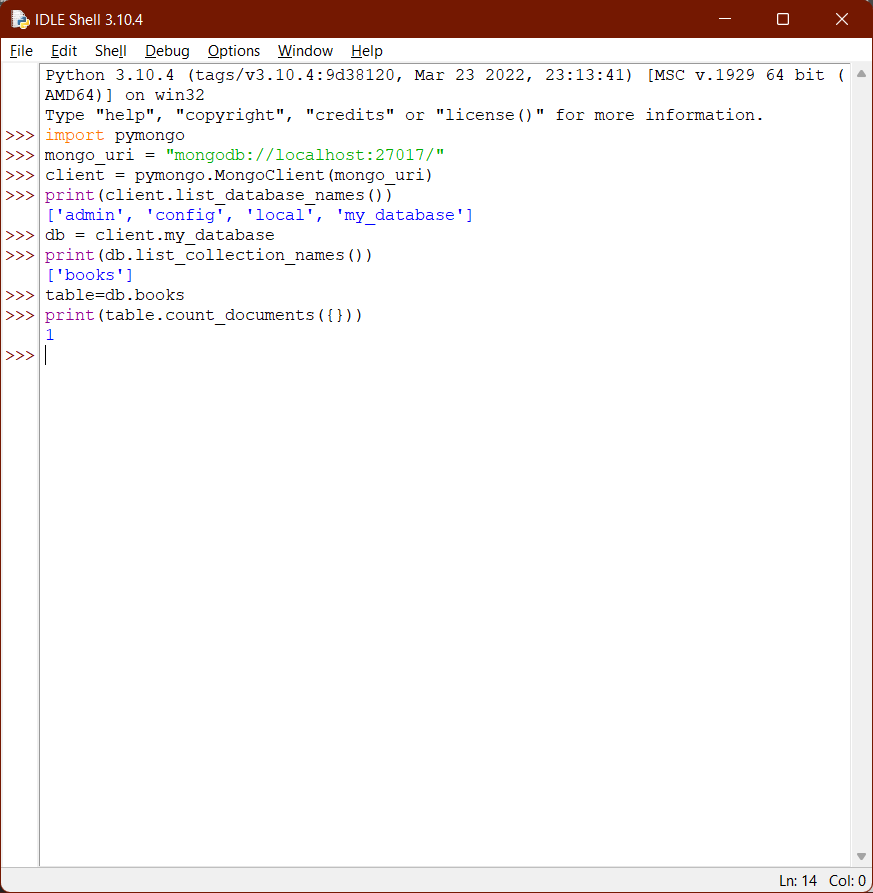 IDLE Shell 3.10.4
File Edit Shell Debug Options Window Help
Python 3.10.4 (tags/v3.10.4:9d38120, Mar 23 2022, 23:13:41) [MSC v.1929 64 bit (
AMD64)] on win32
Type "help", "copyright", "credits" or "license()" for more information.
>>> import pymongo
>>> mongo_uri = "mongodb://localhost:27017/"
>>> client = pymongo.MongoClient(mongo_uri)
>>> print(client.list_database_names())
['admin', 'config', 'local', 'my_database']
>>> db = client.my_database
>>> print(db.list_collection_names())
['books']
>>> table=db.books
>>> print(table.count_documents({}))
1
>>>
Ln: 14 Col: 0